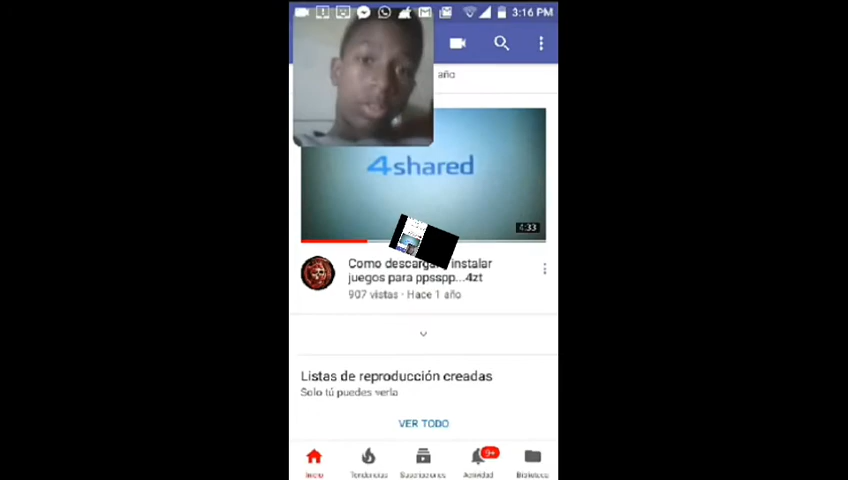 3:16 PM
año
4shared
4:33
Como descargar instalar
juegos para ppsspp...4zt
907 vistas · Hace 1 año
Listas de reproducción creadas
Solo tú puedes verla
VER TODO
9+
Inicio
Tendencias
Suscripciones
Actividad
Biblioteca